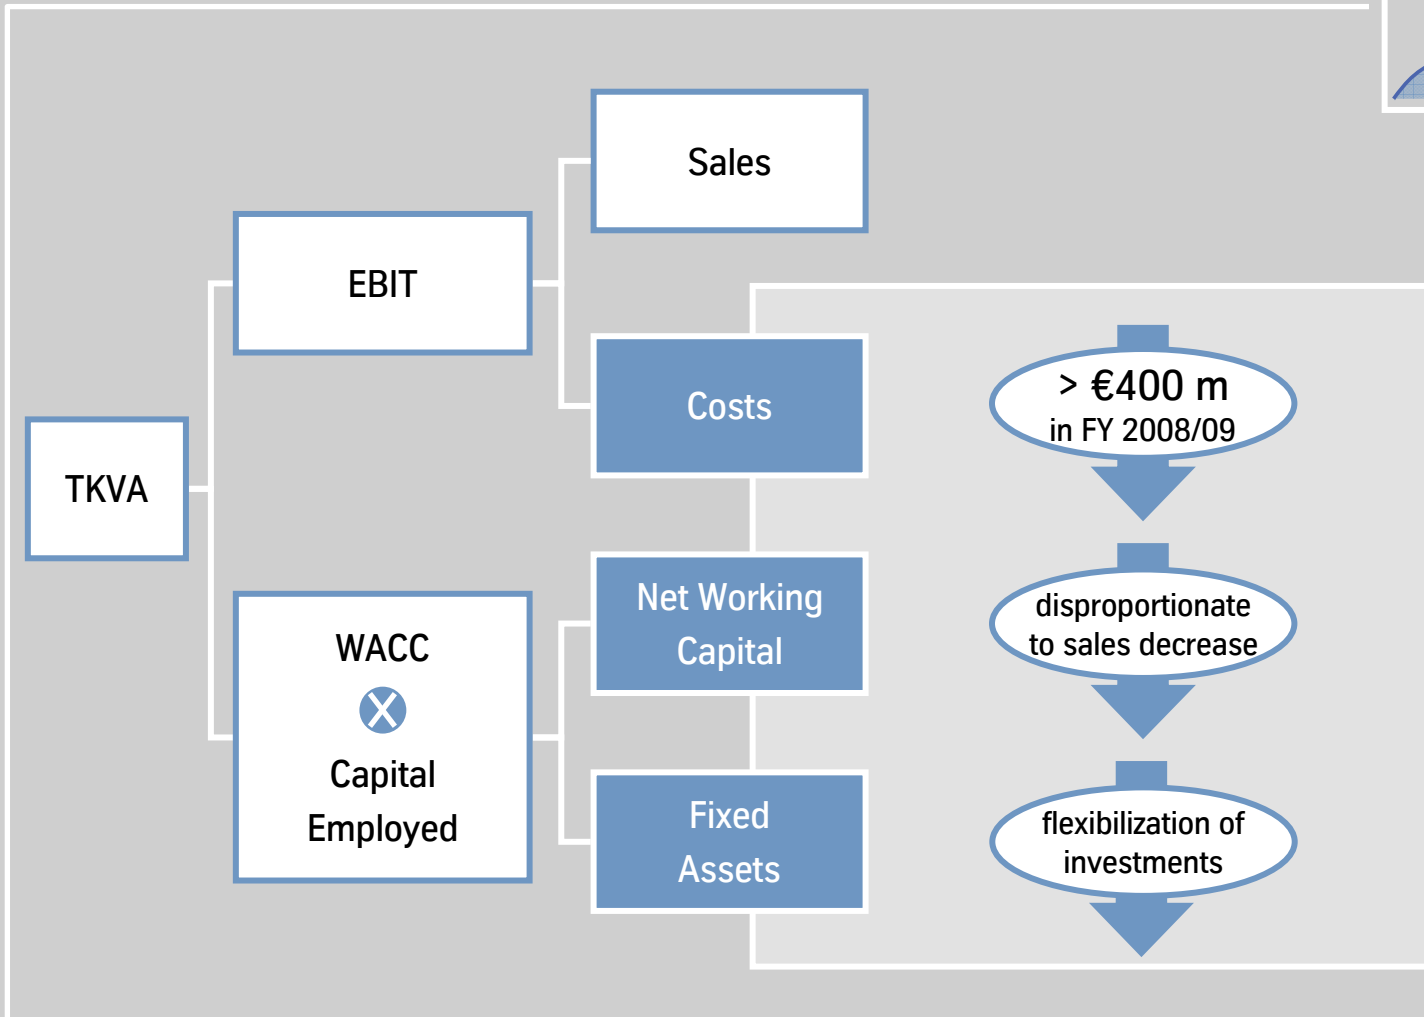 Sales
EBIT
Costs
> €400 m
in FY 2008/09
TKVA
Net Working
Capital
disproportionate
to sales decrease
WACC
X
Capital
Employed
Fixed
Assets
flexibilization of
investments